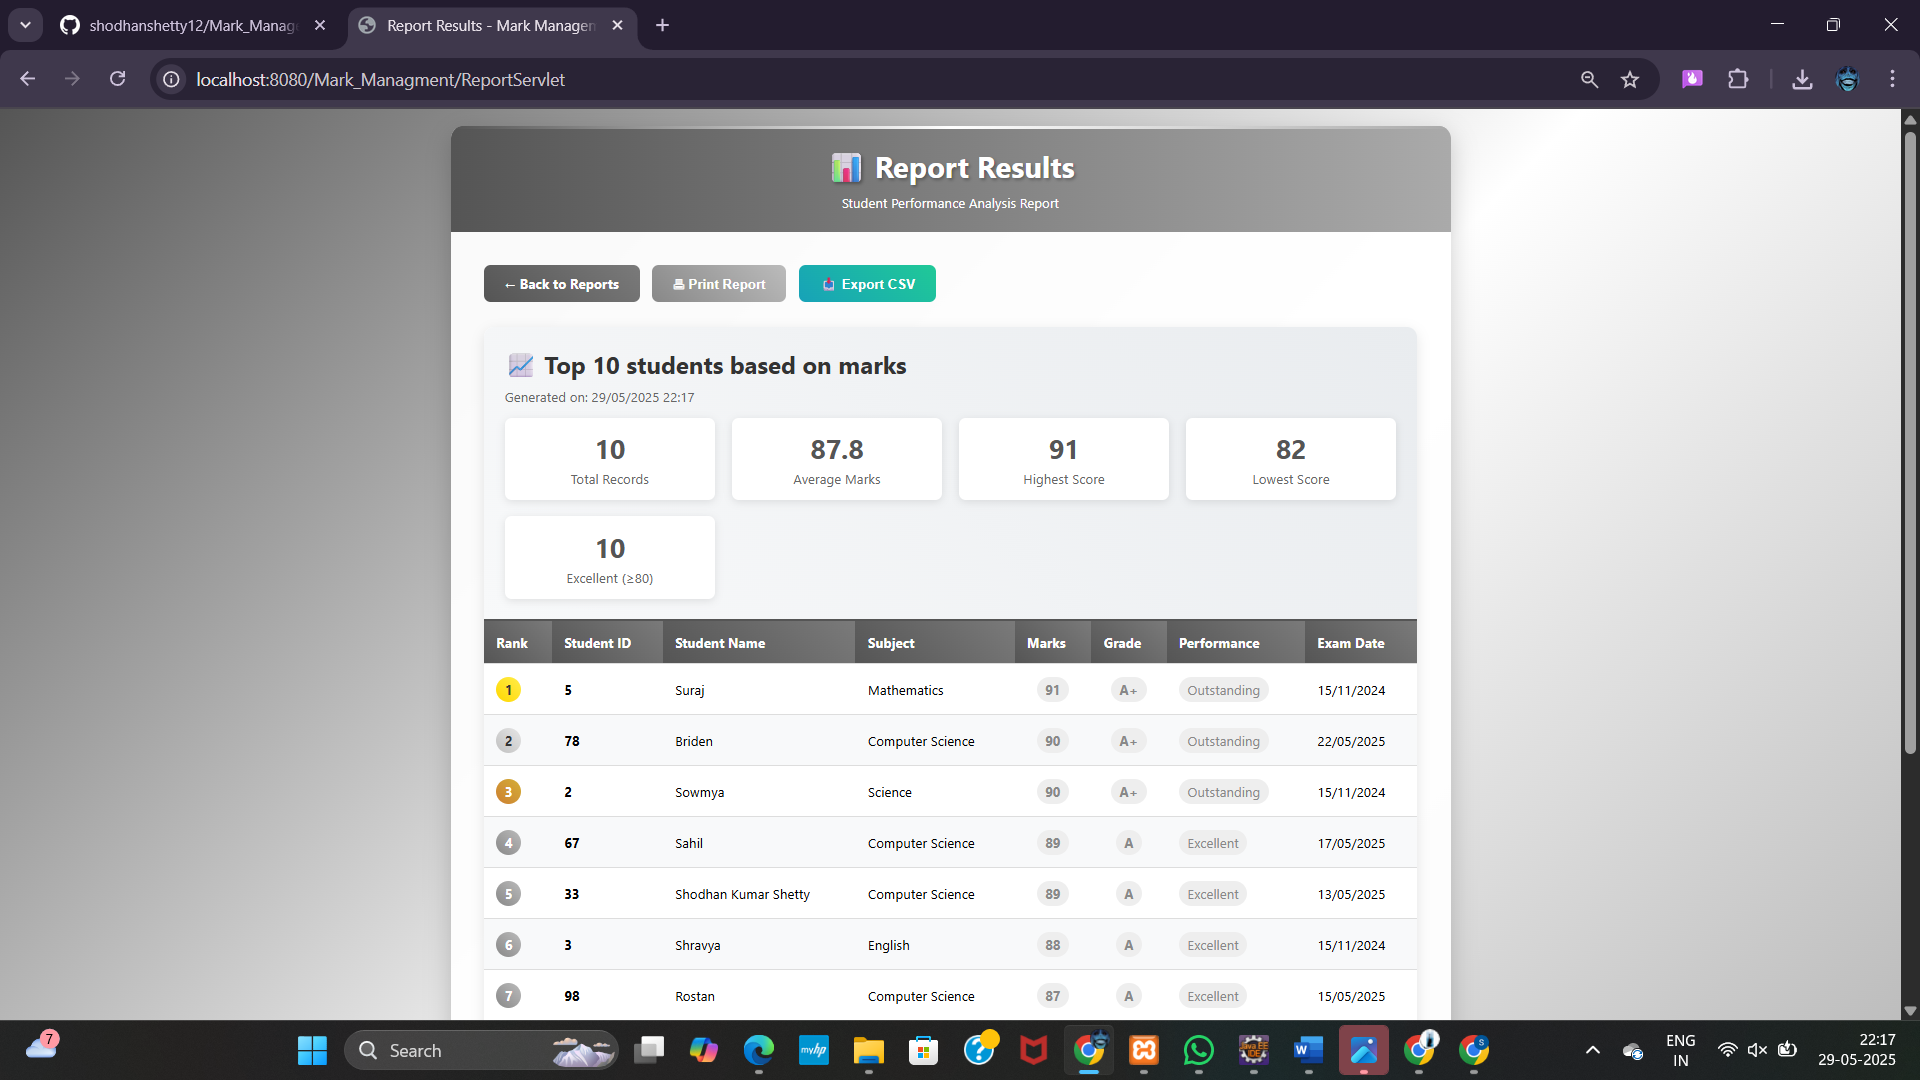 shodhanshetty12/Mark_Manag
Report Results - Mark Managem
localhost:8080/Mark_Managment/ReportServlet
Report Results
Student Performance Analysis Report
← Back to Reports
Print Report
Export CSV
Top 10 students based on marks
Generated on: 29/05/2025 22:17
10 87.8 91 82
Total Records Average Marks Highest Score Lowest Score
10
Excellent (≥80)
Rank Student ID Student Name Subject Marks Grade Performance Exam Date
1 5 Suraj Mathematics 91 A+ Outstanding 15/11/2024
2 78 Briden Computer Science 90 A+ Outstanding 22/05/2025
3 2 Sowmya Science 90 A+ Outstanding 15/11/2024
4 67 Sahil Computer Science 89 A Excellent 17/05/2025
5 33 Shodhan Kumar Shetty Computer Science 89 A Excellent 13/05/2025
6 3 Shravya English 88 A Excellent 15/11/2024
7 98 Rostan Computer Science 87 A Excellent 15/05/2025
7
Search
myhp
Java EE
IDE
W
S
ENG
IN
22:17
29-05-2025